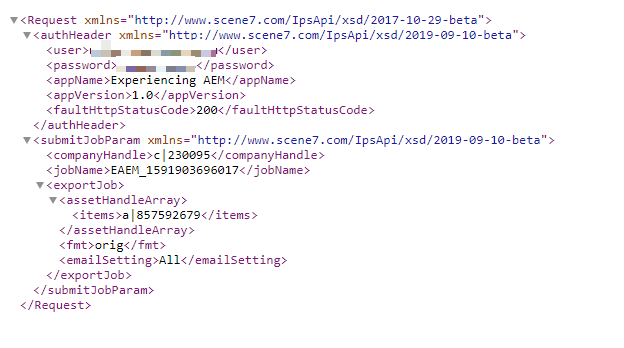 <Request xmlns="http://www.scene7.com/IpsApi/xsd/2017-10-29-beta">
<authHeader xmlns="http://www.scene7.com/IpsApi/xsd/2019-09-10-beta">
<user></user>
<password></password>
<appName>Experiencing AEM</appName>
<appVersion>1.0</appVersion>
<faultHttpStatusCode>200</faultHttpStatusCode>
</authHeader>
<submitJobParam xmlns="http://www.scene7.com/IpsApi/xsd/2019-09-10-beta">
<companyHandle>c|230095</companyHandle>
<jobName>EAEM_1591903696017</jobName>
<exportJob>
<assetHandleArray>
<items>a|857592679</items>
</assetHandleArray>
<fmt>orig</fmt>
<emailSetting>All</emailSetting>
</exportJob>
</submitJobParam>
</Request>